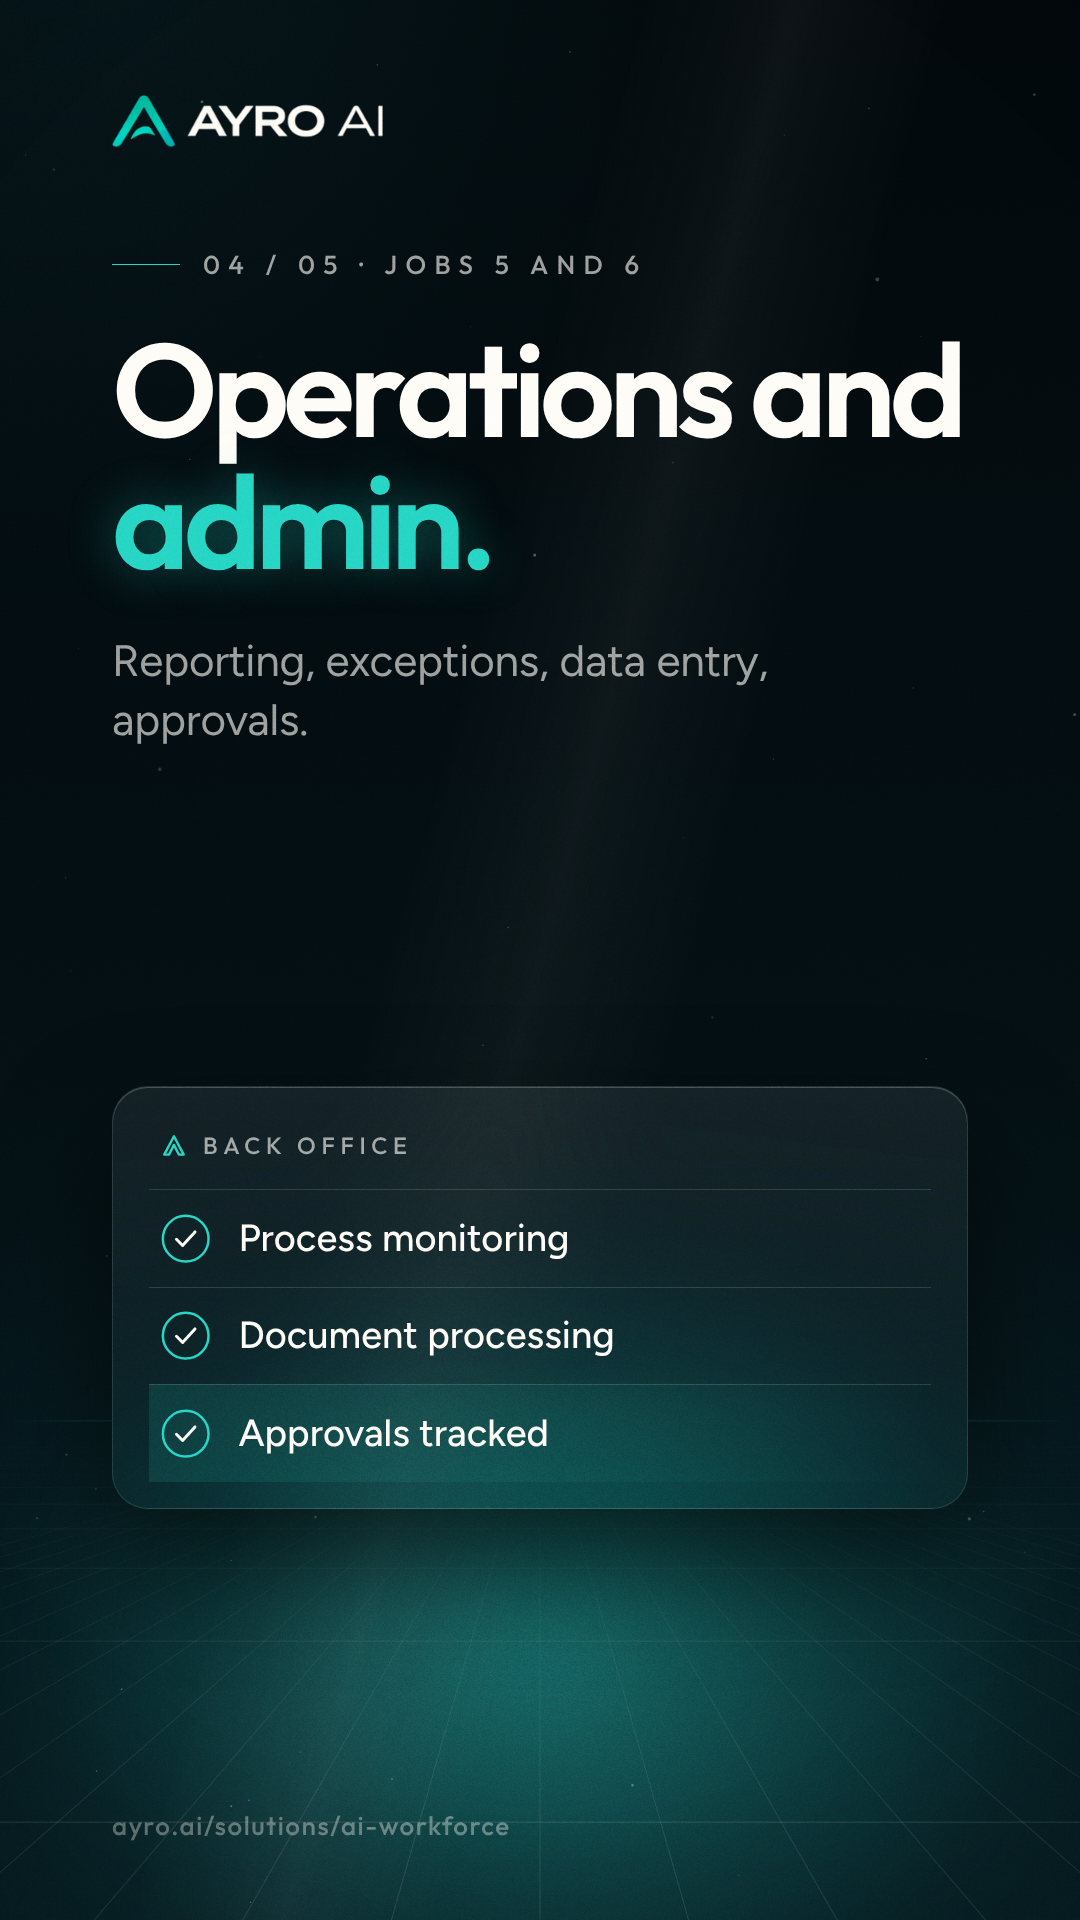 AYRO AI
04 / 05 · JOBS 5 AND 6
Operations and
admin.
Reporting, exceptions, data entry,
approvals.
BACK OFFICE
Process monitoring
Document processing
Approvals tracked
ayro.ai/solutions/ai-workforce